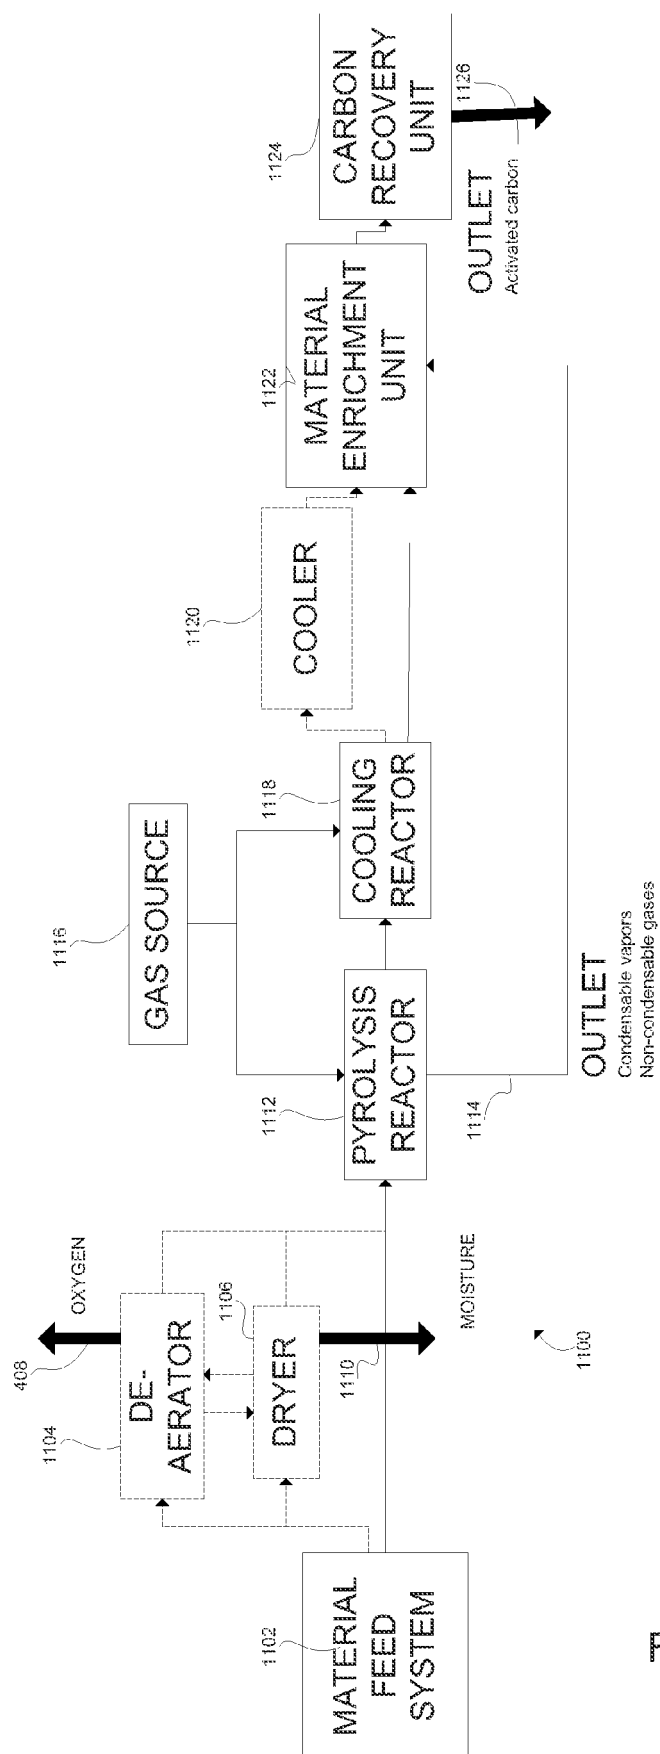 MATERIAL
FEED
SYSTEM
1102
DE-
AERATOR
1104
OXYGEN
408
DRYER
1106
MOISTURE
1110
1100
PYROLYSIS
REACTOR
1112
1114
OUTLET
Condensable vapors
Non-condensable gases
GAS SOURCE
1116
COOLING
REACTOR
1118
COOLER
1120
MATERIAL
ENRICHMENT
UNIT
1122
CARBON
RECOVERY
UNIT
1124
1126
OUTLET
Activated carbon